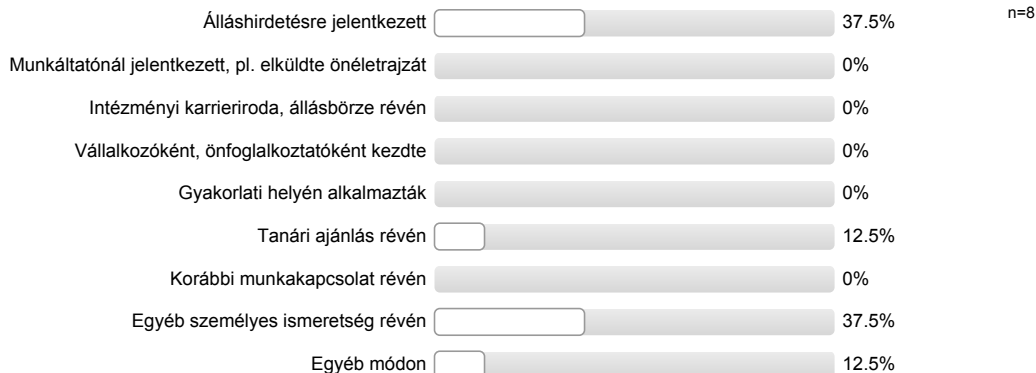 Álláshirdetésre jelentkezett 37.5% n=8
Munkáltatónál jelentkezett, pl. elküldte önéletrajzát 0%
Intézményi karrieriroda, állásbörze révén 0%
Vállalkozóként, önfoglalkoztatóként kezdte 0%
Gyakorlati helyén alkalmazták 0%
Tanári ajánlás révén 12.5%
Korábbi munkakapcsolat révén 0%
Egyéb személyes ismeretség révén 37.5%
Egyéb módon 12.5%